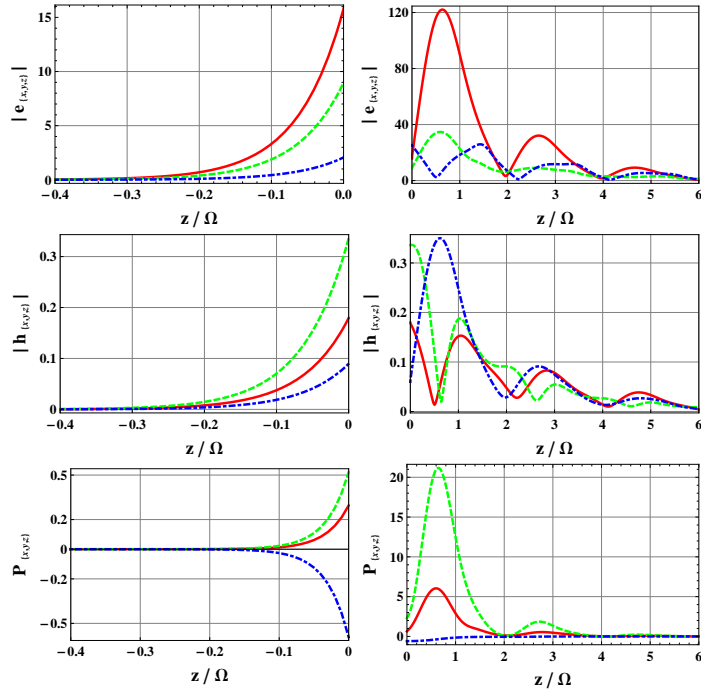 | e {x,y,z} |
15
10
5
0
−0.4 −0.3 −0.2 −0.1 0.0
z / Ω
| e {x,y,z} |
120
80
40
0
0 1 2 3 4 5 6
z / Ω
| h {x,y,z} |
0.3
0.2
0.1
0
−0.4 −0.3 −0.2 −0.1 0
z / Ω
| h {x,y,z} |
0.3
0.2
0.1
0
0 1 2 3 4 5 6
z / Ω
P {x,y,z}
0.5
0.2
0
−0.2
−0.5
−0.4 −0.3 −0.2 −0.1 0
z / Ω
P {x,y,z}
20
15
10
5
0
0 1 2 3 4 5 6
z / Ω